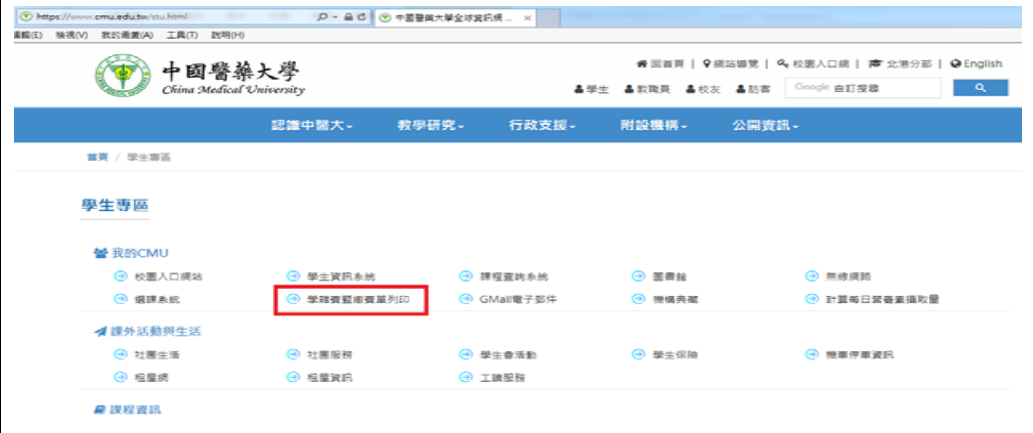 https://www.cmu.edu.tw/stu.html 中國醫藥大學全球資訊網 ...
檢視(V) 我的最愛(A) 工具(T) 說明(H)
回首頁 | 網站導覽 | 校園入口網 | 北港分部 | English
中國醫藥大學
China Medical University
學生 教職員 校友 訪客 Google 自訂搜尋
認識中醫大 教學研究 行政支援 附設機構 公開資訊
首頁 / 學生專區
學生專區
我的CMU
校園入口網站 學生資訊系統 課程查詢系統 圖書館 無線網路
選課系統 學雜費暨繳費單列印 GMail電子郵件 機構典藏 計算每日營養素攝取量
課外活動與生活
社團生活 社團服務 學生會活動 學生保險 機車停車資訊
租屋網 租屋資訊 工讀服務
課程資訊